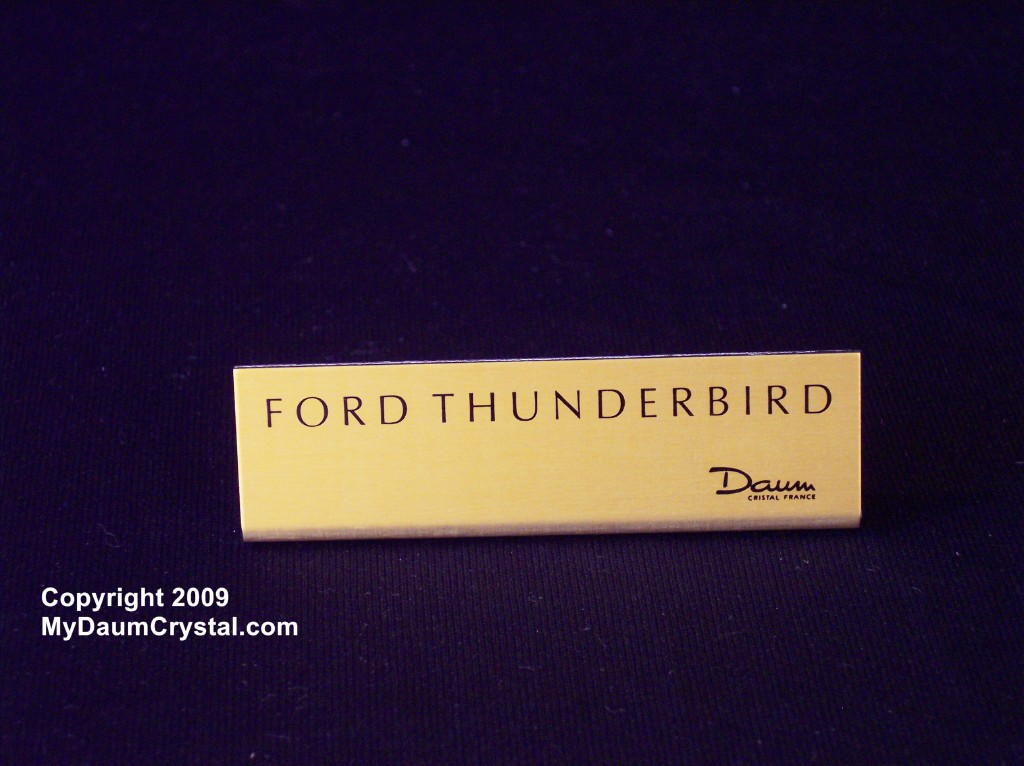 FORD THUNDERBIRD
Daum
CRISTAL FRANCE
Copyright 2009
MyDaumCrystal.com